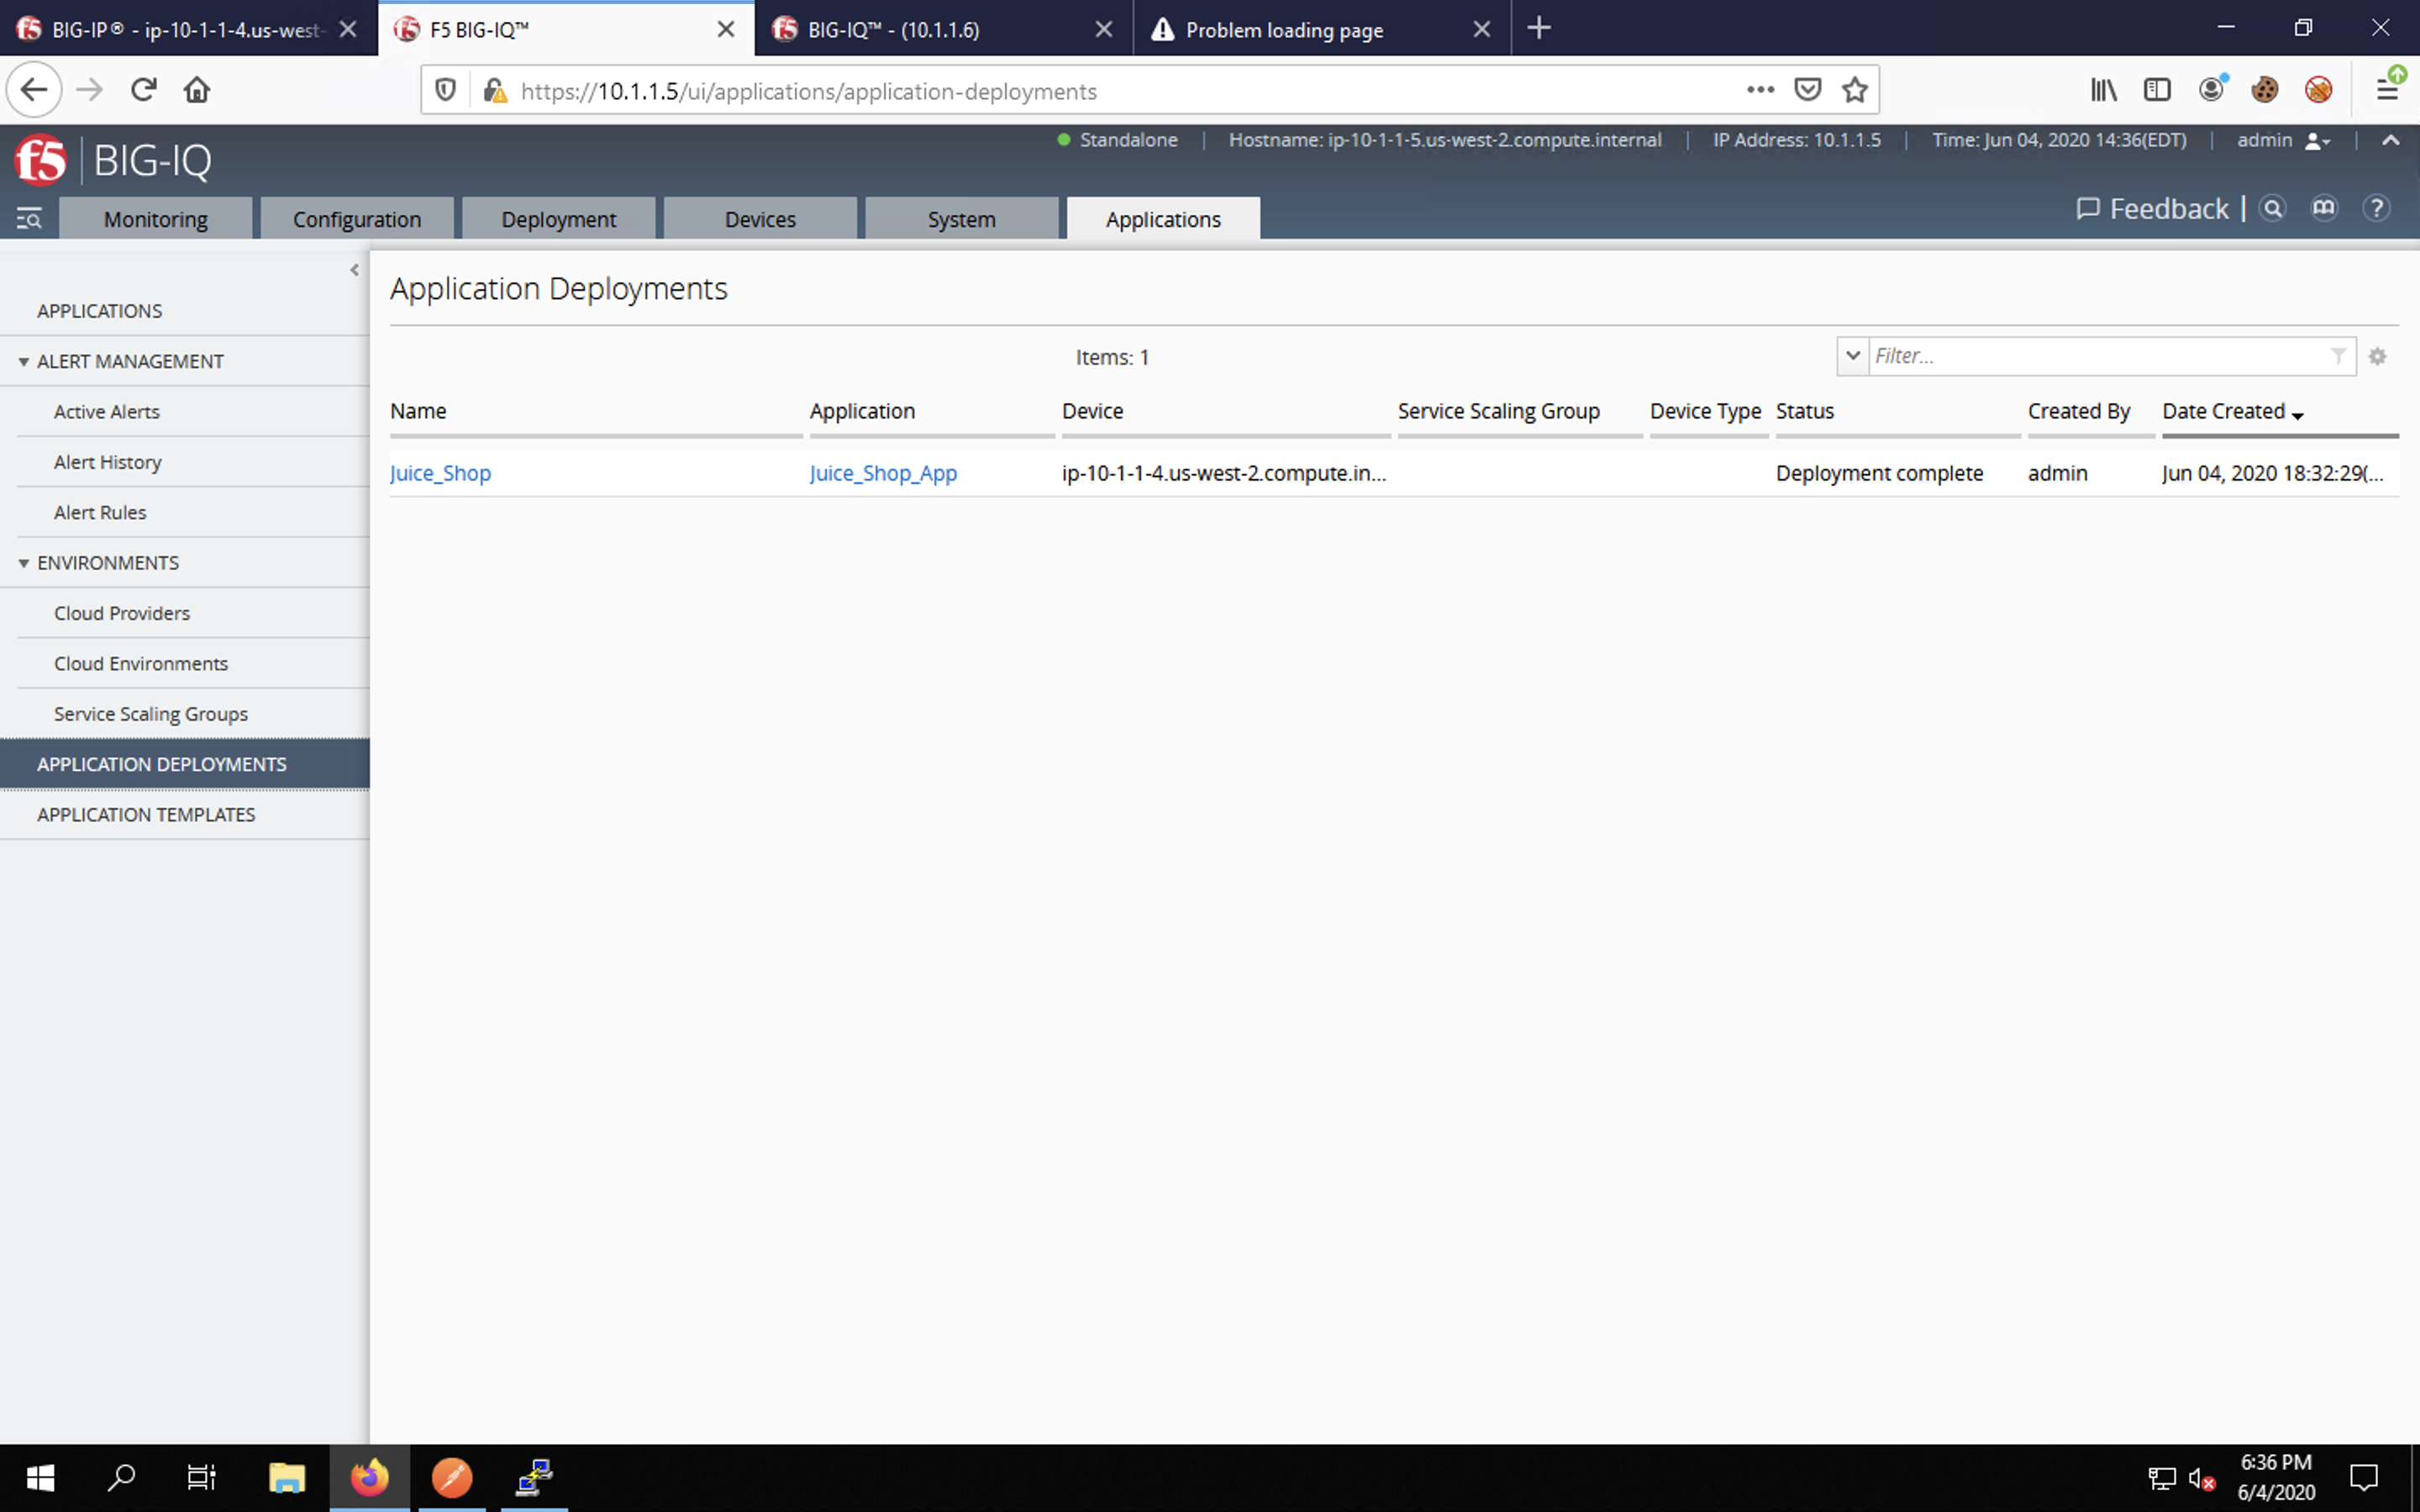 BIG-IP® - ip-10-1-1-4.us-west-
F5 BIG-IQ™
BIG-IQ™ - (10.1.1.6)
Problem loading page
https://10.1.1.5/ui/applications/application-deployments
Standalone | Hostname: ip-10-1-1-5.us-west-2.compute.internal | IP Address: 10.1.1.5 | Time: Jun 04, 2020 14:36(EDT) | admin
f5 BIG-IQ
Monitoring Configuration Deployment Devices System Applications
Feedback |
APPLICATIONS
ALERT MANAGEMENT
Active Alerts
Alert History
Alert Rules
ENVIRONMENTS
Cloud Providers
Cloud Environments
Service Scaling Groups
APPLICATION DEPLOYMENTS
APPLICATION TEMPLATES
Application Deployments
Items: 1
Filter...
Name Application Device Service Scaling Group Device Type Status Created By Date Created
Juice_Shop Juice_Shop_App ip-10-1-1-4.us-west-2.compute.in... Deployment complete admin Jun 04, 2020 18:32:29(...
6:36 PM
6/4/2020